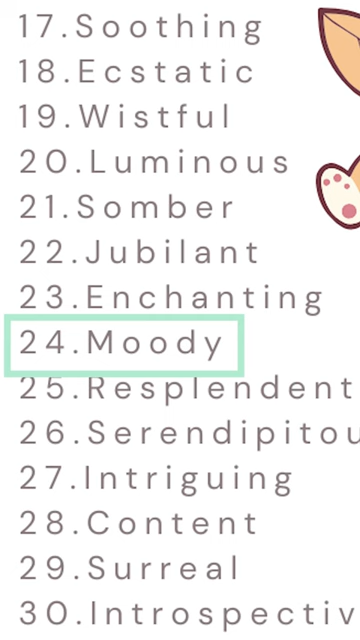 17.Soothing
18.Ecstatic
19.Wistful
20.Luminous
21.Somber
22.Jubilant
23.Enchanting
24.Moody
25.Resplendent
26.Serendipitou
27.Intriguing
28.Content
29.Surreal
30.Introspectiv